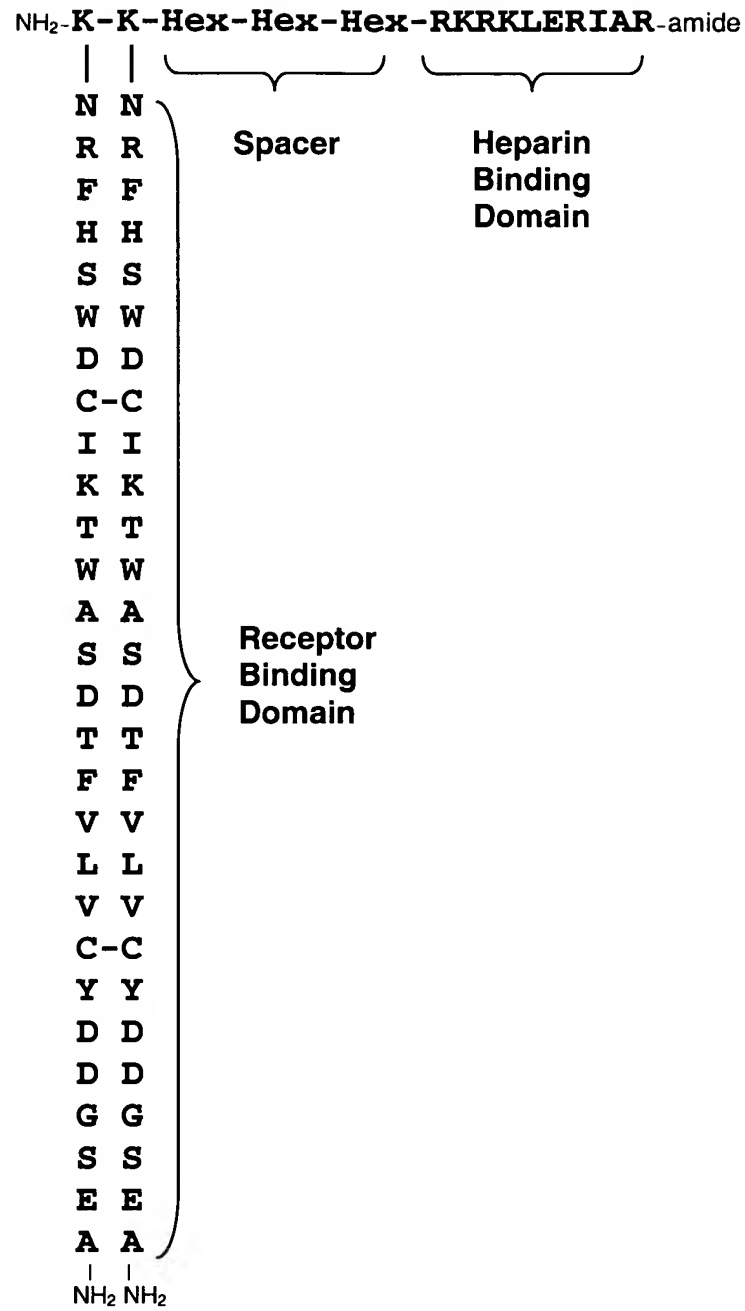 NH₂-K-K-Hex-Hex-Hex-RKRKLERIAR-amide
N N
R R
F F
H H
S S
W W
D D
C-C
I I
K K
T T
W W
A A
S S
D D
T T
F F
V V
L L
V V
C-C
Y Y
D D
D D
G G
S S
E E
A A
NH₂ NH₂
Spacer
Heparin
Binding
Domain
Receptor
Binding
Domain